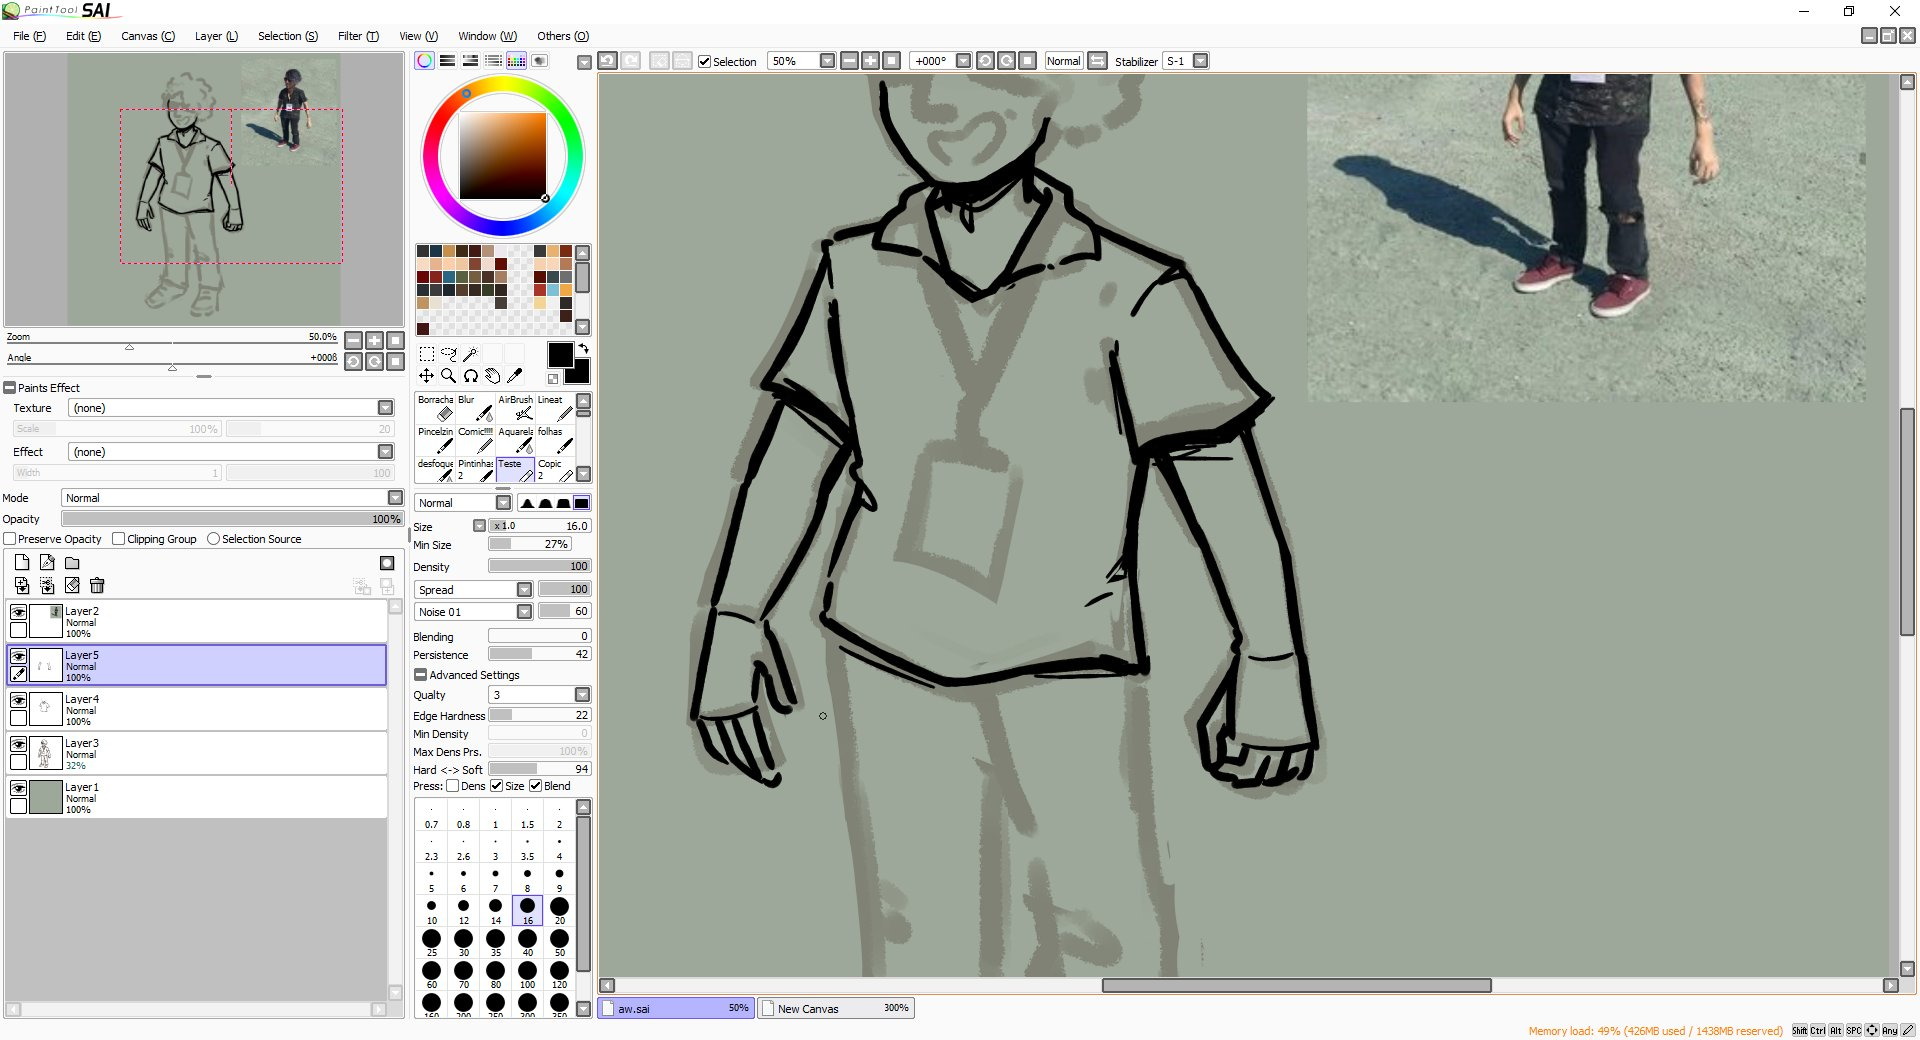 PaintTool SAI
File (F) Edit (E) Canvas (C) Layer (L) Selection (S) Filter (T) View (V) Window (W) Others (O)
Selection 50% +000° Normal Stabilizer S-1
Zoom 50.0%
Angle +000ß
Paints Effect
Texture (none)
Scale 100% 20
Effect (none)
Width 1 100
Mode Normal
Opacity 100%
Preserve Opacity Clipping Group Selection Source
Layer2
Normal
100%
Layer5
Normal
100%
Layer4
Normal
100%
Layer3
Normal
32%
Layer1
Normal
100%
Borracha Blur AirBrush Lineat
Pincelzin Comic!!!! Aquarela folhas
desfoque Pintinhas 2 Teste Copic 2
Normal
Size x 1.0 16.0
Min Size 27%
Density 100
Spread 100
Noise 01 60
Blending 0
Persistence 42
Advanced Settings
Qualty 3
Edge Hardness 22
Min Density 0
Max Dens Prs. 100%
Hard <-> Soft 94
Press: Dens Size Blend
0.7 0.8 1 1.5 2
2.3 2.6 3 3.5 4
5 6 7 8 9
10 12 14 16 20
25 30 35 40 50
60 70 80 100 120
160 200 250 300 350
aw.sai 50% New Canvas 300%
Memory load: 49% (426MB used / 1438MB reserved) Shift Ctrl Alt SPC Any